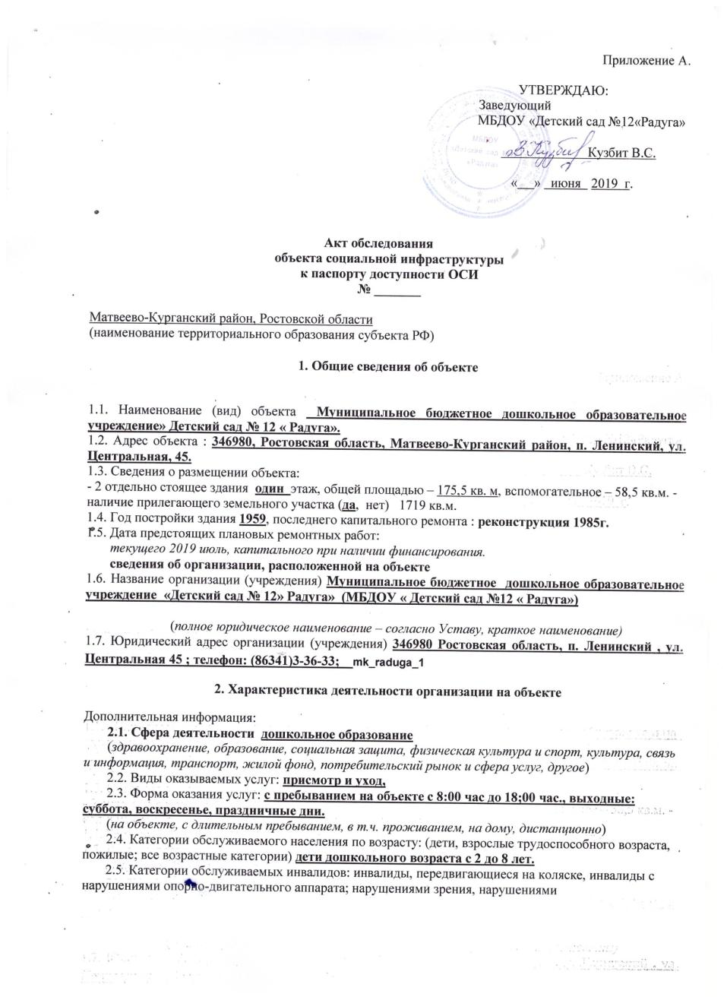 Приложение А.
УТВЕРЖДАЮ:
Заведующий
МБДОУ «Детский сад №12«Радуга»
Кузбит В.С.
«___» _июня_ 2019_г.
МБДОУ
«Детский сад
«Радуга»
Акт обследования
объекта социальной инфраструктуры
к паспорту доступности ОСИ
№ _______
Матвеево-Курганский район, Ростовской области
(наименование территориального образования субъекта РФ)
1. Общие сведения об объекте
1.1. Наименование (вид) объекта _Муниципальное бюджетное дошкольное образовательное
учреждение» Детский сад № 12 « Радуга».
1.2. Адрес объекта : 346980, Ростовская область, Матвеево-Курганский район, п. Ленинский, ул.
Центральная, 45.
1.3. Сведения о размещении объекта:
- 2 отдельно стоящее здания один_этаж, общей площадью – 175,5 кв. м, вспомогательное – 58,5 кв.м. -
наличие прилегающего земельного участка (да, нет) 1719 кв.м.
1.4. Год постройки здания 1959, последнего капитального ремонта : реконструкция 1985г.
1.5. Дата предстоящих плановых ремонтных работ:
текущего 2019 июль, капитального при наличии финансирования.
сведения об организации, расположенной на объекте
1.6. Название организации (учреждения) Муниципальное бюджетное дошкольное образовательное
учреждение «Детский сад № 12» Радуга» (МБДОУ « Детский сад №12 « Радуга»)
(полное юридическое наименование – согласно Уставу, краткое наименование)
1.7. Юридический адрес организации (учреждения) 346980 Ростовская область, п. Ленинский , ул.
Центральная 45 ; телефон: (86341)3-36-33;__mk_raduga_1
2. Характеристика деятельности организации на объекте
Дополнительная информация:
2.1. Сфера деятельности дошкольное образование
(здравоохранение, образование, социальная защита, физическая культура и спорт, культура, связь
и информация, транспорт, жилой фонд, потребительский рынок и сфера услуг, другое)
2.2. Виды оказываемых услуг: присмотр и уход,
2.3. Форма оказания услуг: с пребыванием на объекте с 8:00 час до 18;00 час., выходные:
суббота, воскресенье, праздничные дни.
(на объекте, с длительным пребыванием, в т.ч. проживанием, на дому, дистанционно)
2.4. Категории обслуживаемого населения по возрасту: (дети, взрослые трудоспособного возраста,
пожилые; все возрастные категории) дети дошкольного возраста с 2 до 8 лет.
2.5. Категории обслуживаемых инвалидов: инвалиды, передвигающиеся на коляске, инвалиды с
нарушениями опорно-двигательного аппарата; нарушениями зрения, нарушениями